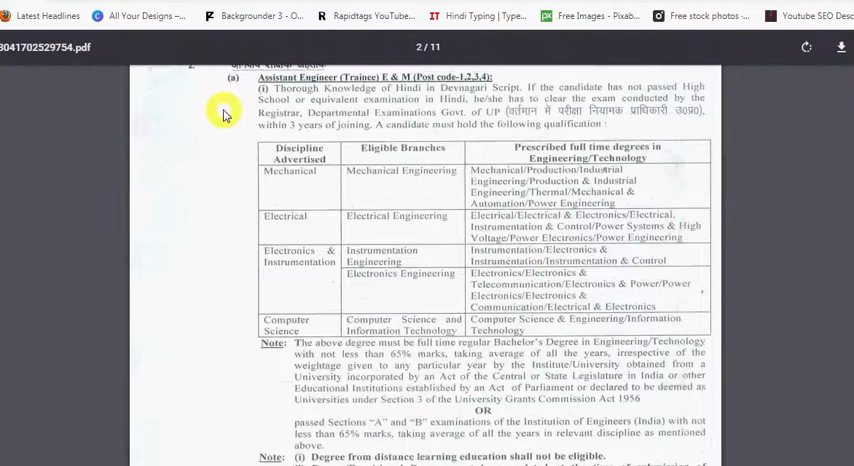 Latest Headlines
All Your Designs –...
Backgrounder 3 - O...
Rapidtags YouTube...
IT Hindi Typing | Type...
px Free Images - Pixab...
Free stock photos ·...
Youtube SEO Desc
3041702529754.pdf
2 / 11
2.
(a) Assistant Engineer (Trainee) E & M (Post code-1,2,3,4):
(i) Thorough Knowledge of Hindi in Devnagari Script. If the candidate has not passed High
School or equivalent examination in Hindi, he/she has to clear the exam conducted by the
Registrar, Departmental Examinations Govt. of UP (वर्तमान में परीक्षा नियामक प्राधिकारी उ0प्र0),
within 3 years of joining. A candidate must hold the following qualification :
Discipline
Advertised
Eligible Branches
Prescribed full time degrees in
Engineering/Technology
Mechanical
Mechanical Engineering
Mechanical/Production/Industrial
Engineering/Production & Industrial
Engineering/Thermal/Mechanical &
Automation/Power Engineering
Electrical
Electrical Engineering
Electrical/Electrical & Electronics/Electrical,
Instrumentation & Control/Power Systems & High
Voltage/Power Electronics/Power Engineering
Electronics &
Instrumentation
Instrumentation
Engineering
Instrumentation/Electronics &
Instrumentation/Instrumentation & Control
Electronics Engineering
Electronics/Electronics &
Telecommunication/Electronics & Power/Power
Electronics/Electronics &
Communication/Electrical & Electronics
Computer
Science
Computer Science and
Information Technology
Computer Science & Engineering/Information
Technology
Note: The above degree must be full time regular Bachelor's Degree in Engineering/Technology
with not less than 65% marks, taking average of all the years, irrespective of the
weightage given to any particular year by the Institute/University obtained from a
University incorporated by an Act of the Central or State Legislature in India or other
Educational Institutions established by an Act of Parliament or declared to be deemed as
Universities under Section 3 of the University Grants Commission Act 1956
OR
passed Sections "A" and "B" examinations of the Institution of Engineers (India) with not
less than 65% marks, taking average of all the years in relevant discipline as mentioned
above.
Note: (i) Degree from distance learning education shall not be eligible.